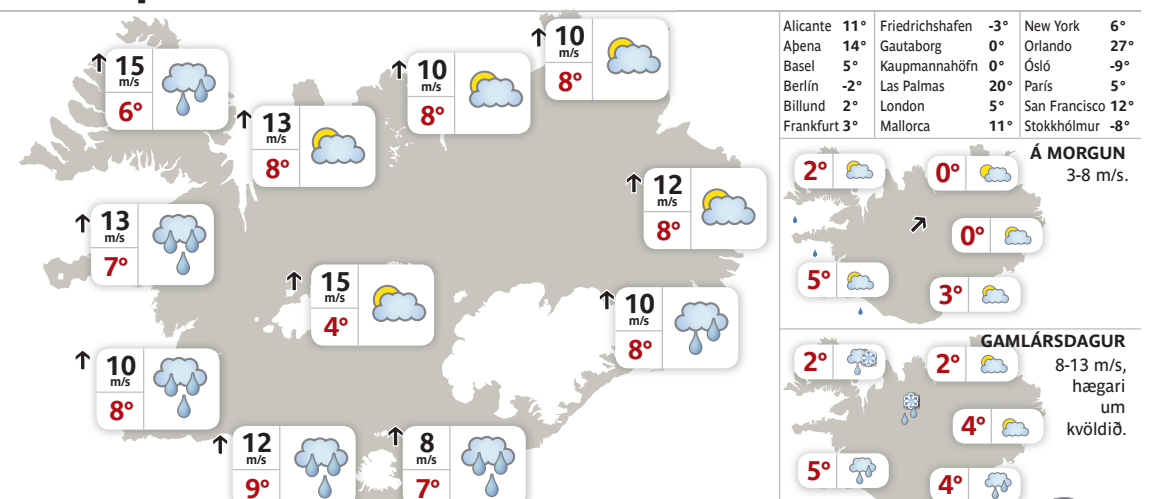 10
m/s
8°
15
m/s
6°
10
m/s
8°
13
m/s
8°
12
m/s
8°
13
m/s
7°
15
m/s
4°
10
m/s
8°
10
m/s
8°
12
m/s
9°
8
m/s
7°
Alicante 11°
Aþena 14°
Basel 5°
Berlín -2°
Billund 2°
Frankfurt 3°
Friedrichshafen -3°
Gautaborg 0°
Kaupmannahöfn 0°
Las Palmas 20°
London 5°
Mallorca 11°
New York 6°
Orlando 27°
Ósló -9°
París 5°
San Francisco 12°
Stokkhólmur -8°
Á MORGUN
3-8 m/s.
2°
0°
0°
5°
3°
GAMLÁRSDAGUR
8-13 m/s,
hægari
um
kvöldið.
2°
2°
4°
5°
4°